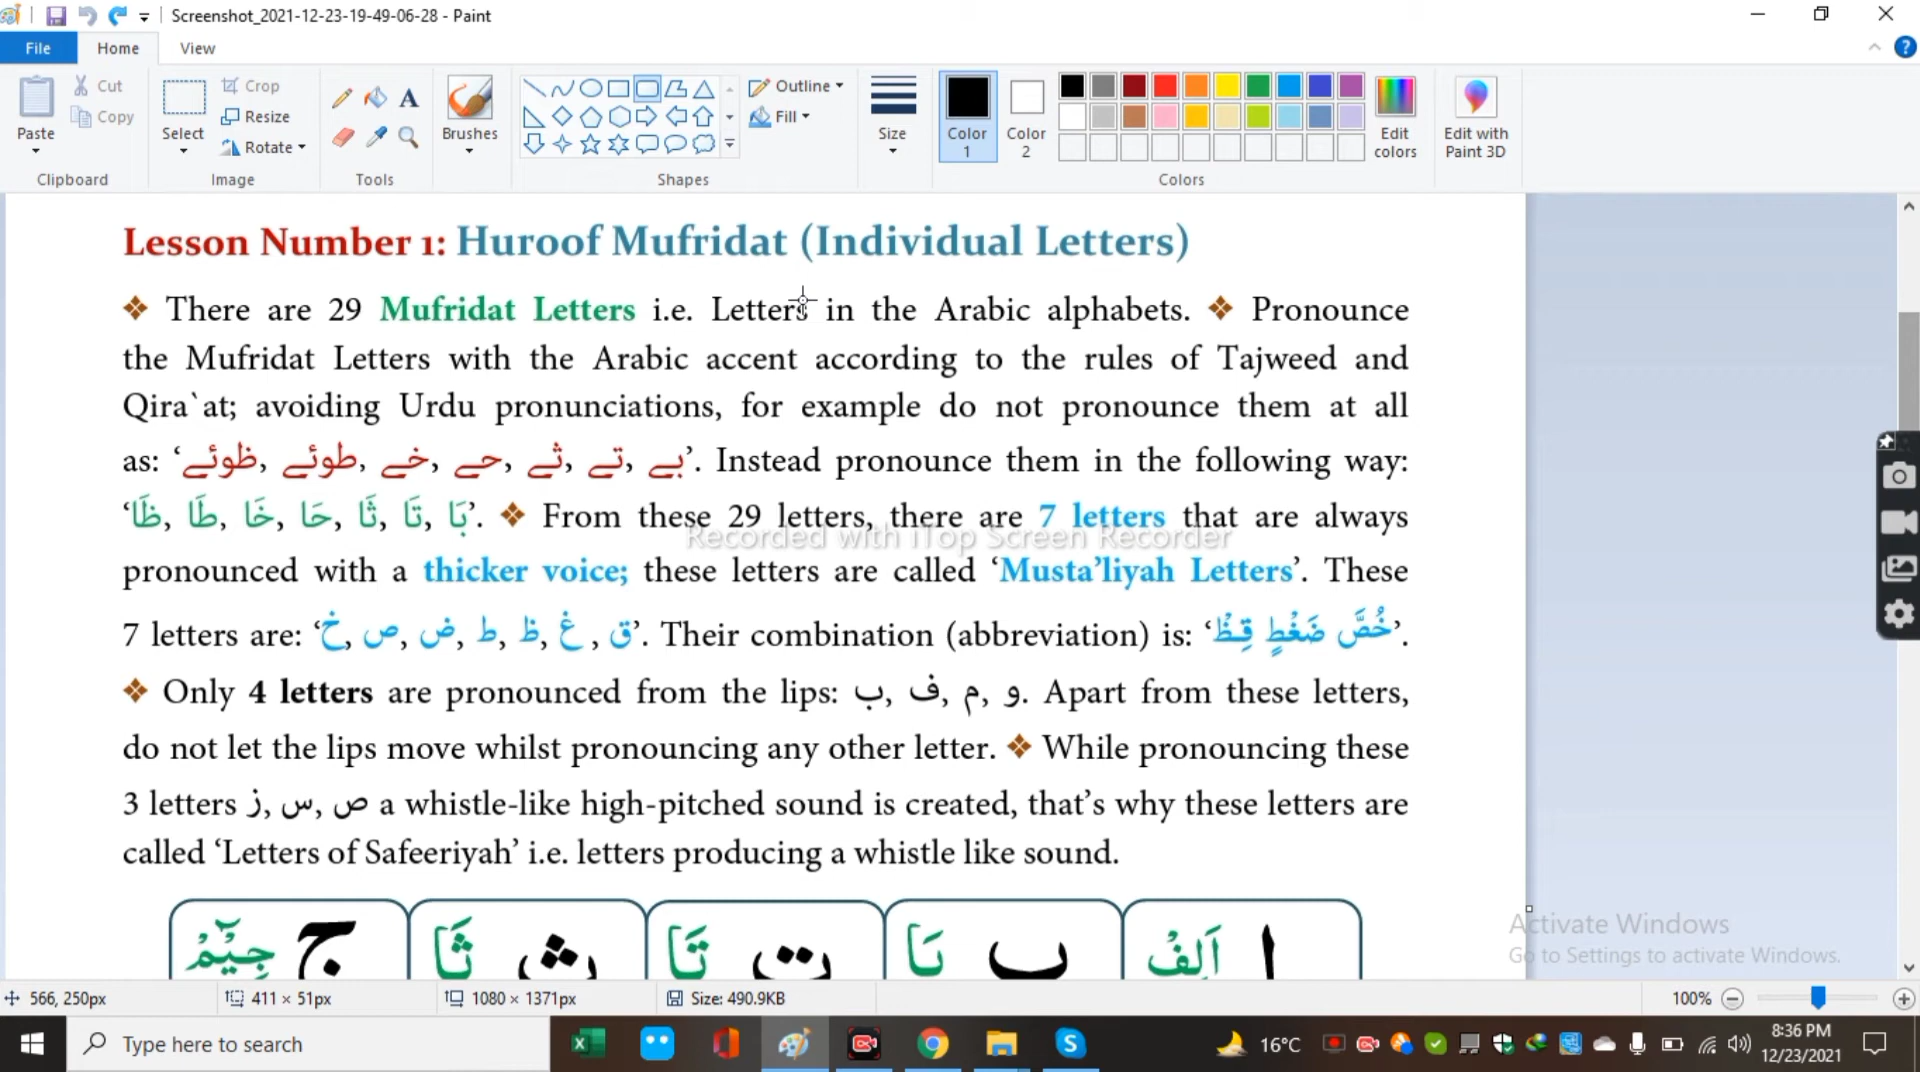 Screenshot_2021-12-23-19-49-06-28 - Paint
File Home View
Cut
Copy
Paste
Clipboard
Select
Crop
Resize
Rotate
Image
Tools
Brushes
Shapes
Outline
Fill
Size
Color 1
Color 2
Colors
Edit colors
Edit with Paint 3D
Lesson Number 1: Huroof Mufridat (Individual Letters)
❖ There are 29 Mufridat Letters i.e. Letters in the Arabic alphabets. ❖ Pronounce
the Mufridat Letters with the Arabic accent according to the rules of Tajweed and
Qira`at; avoiding Urdu pronunciations, for example do not pronounce them at all
as: ‘ظوئے, طوئے, خے, حے, ثے, تے, بے’. Instead pronounce them in the following way:
‘ظَا, طَا, خَا, حَا, ثَا, تَا, بَا’. ❖ From these 29 letters, there are 7 letters that are always
Recorded with iTop Screen Recorder
pronounced with a thicker voice; these letters are called ‘Musta’liyah Letters’. These
7 letters are: ‘خ, ص, ض, ط, ظ, غ, ق’. Their combination (abbreviation) is: ‘خُصَّ ضَغْطٍ قِظْ’.
❖ Only 4 letters are pronounced from the lips: ب, ف, م, و. Apart from these letters,
do not let the lips move whilst pronouncing any other letter. ❖ While pronouncing these
3 letters ز, س, ص a whistle-like high-pitched sound is created, that’s why these letters are
called ‘Letters of Safeeriyah’ i.e. letters producing a whistle like sound.
ا اَلِفْ ب بَا ت تَا ث ثَا ج جِيْمْ
Activate Windows
Go to Settings to activate Windows.
566, 250px 411 × 51px 1080 × 1371px Size: 490.9KB 100%
Type here to search
16°C
8:36 PM
12/23/2021